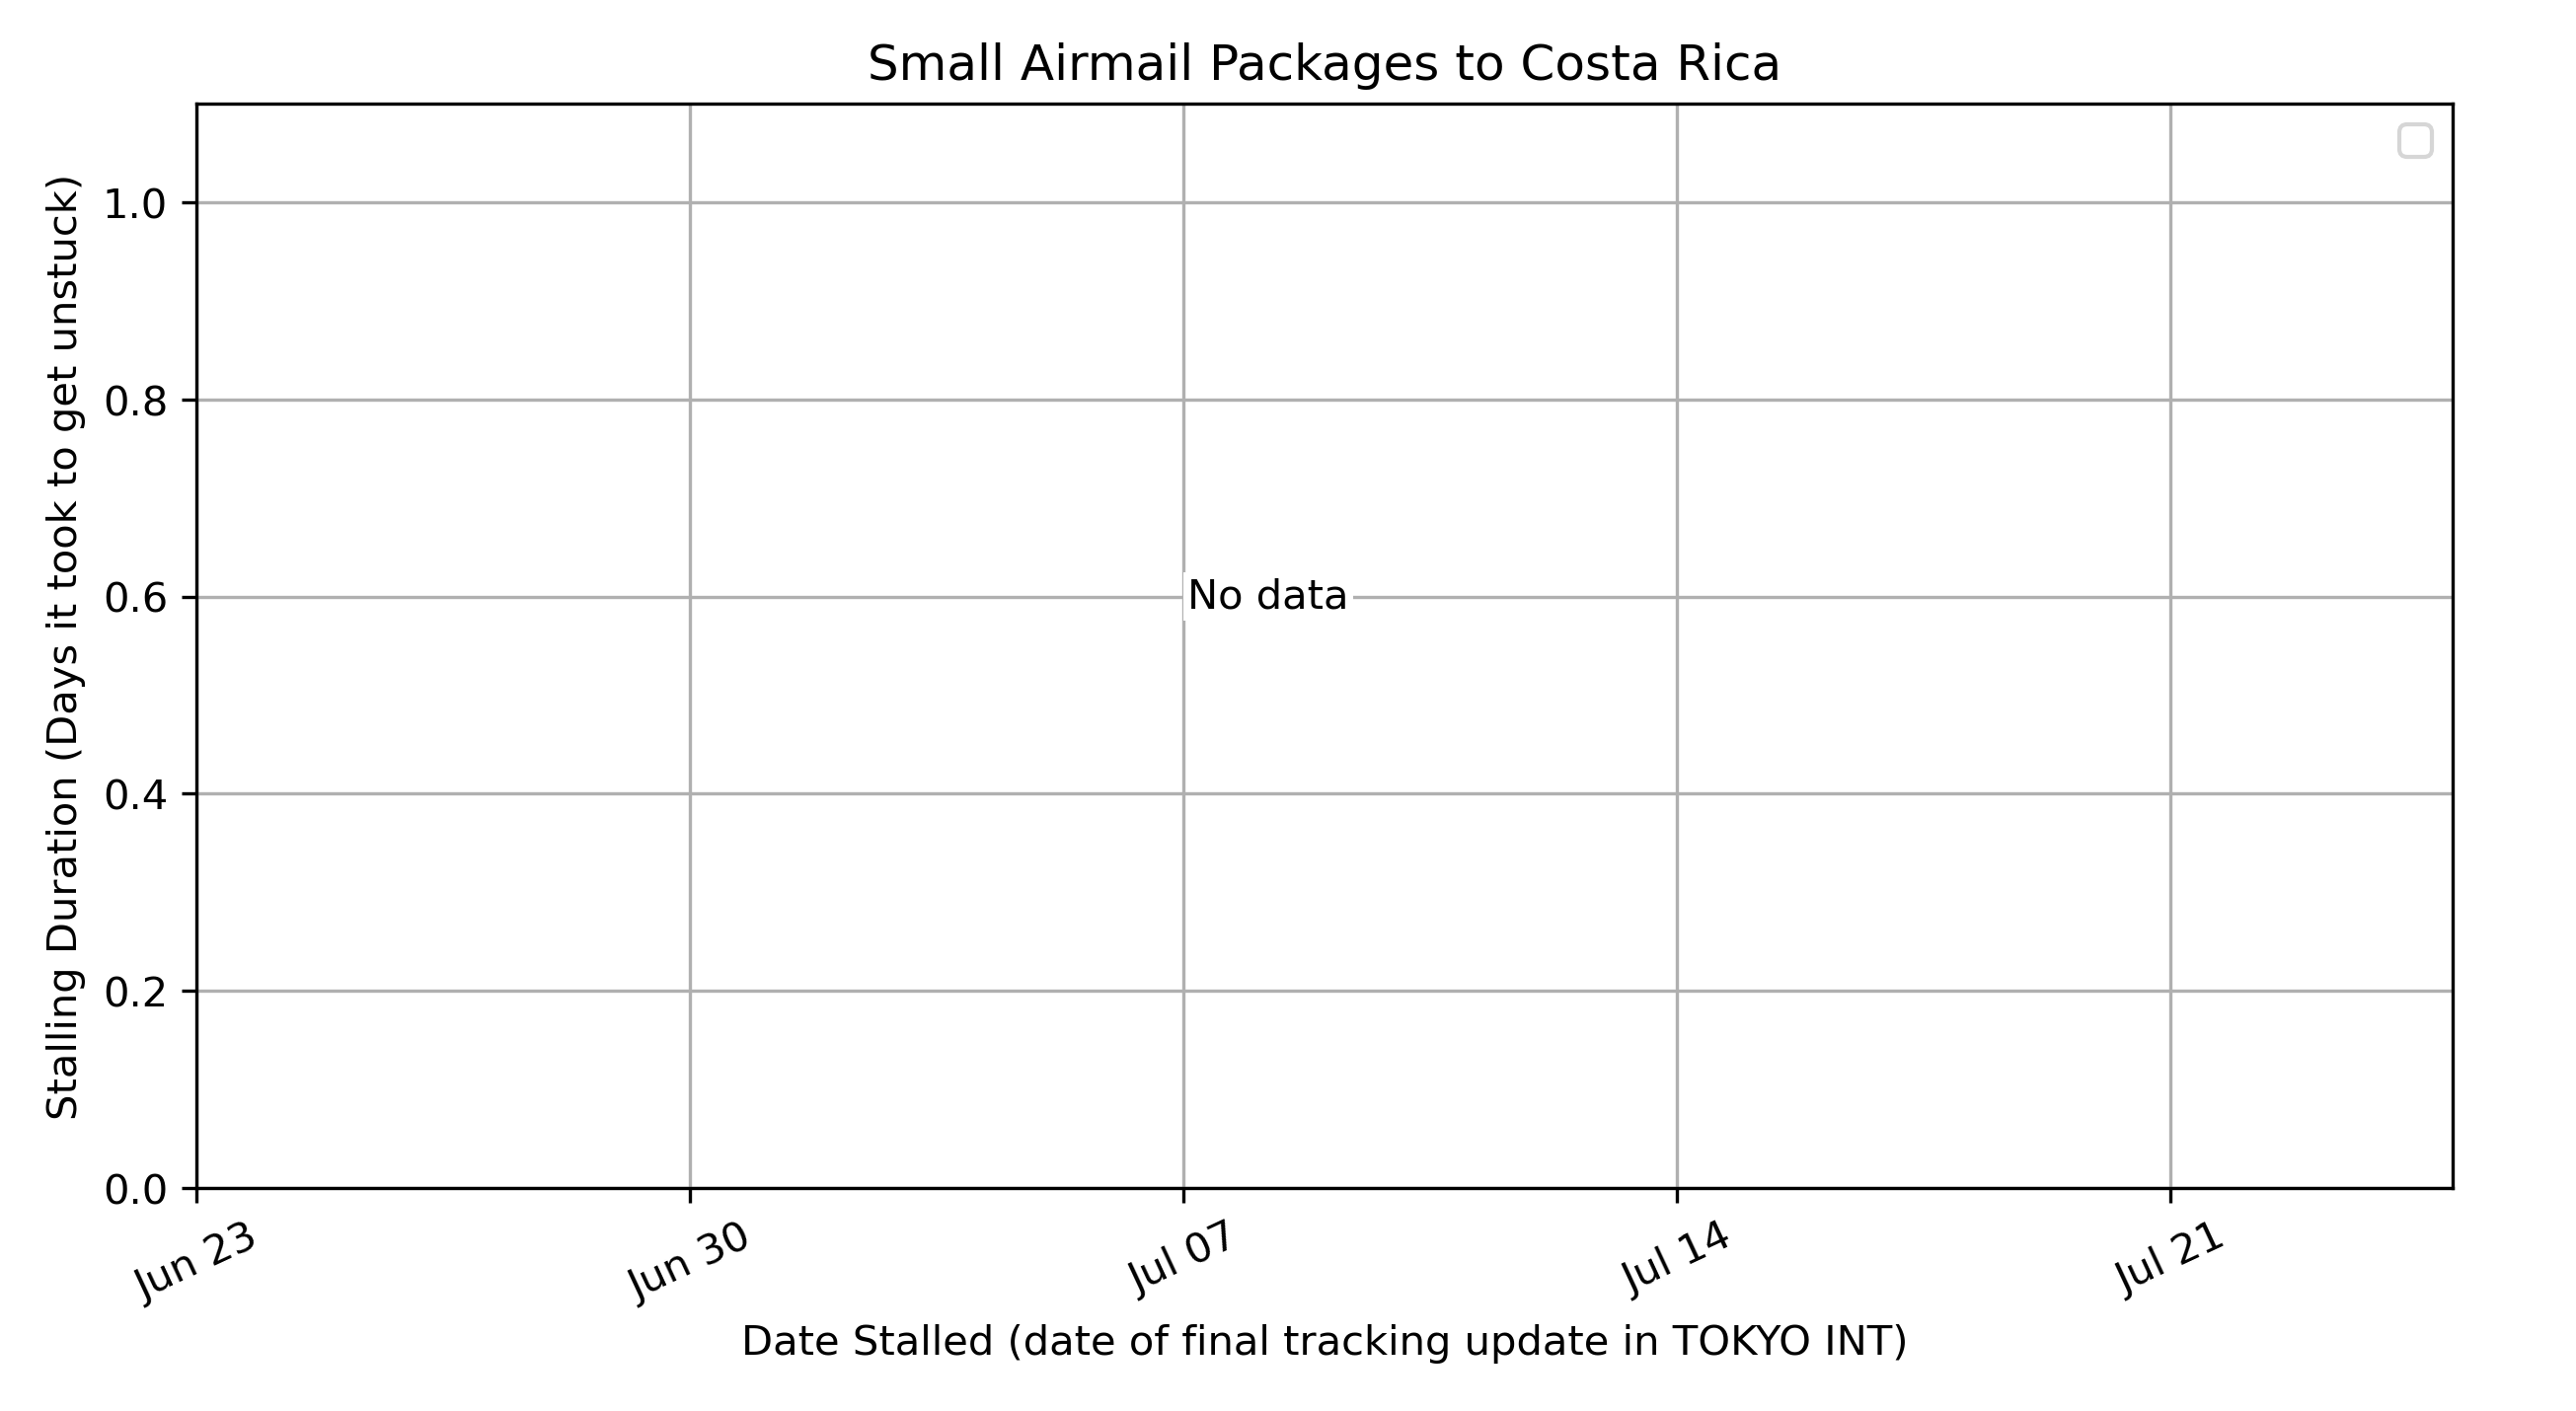 Small Airmail Packages to Costa Rica
Stalling Duration (Days it took to get unstuck)
1.0
0.8
0.6
0.4
0.2
0.0
No data
Jun 23
Jun 30
Jul 07
Jul 14
Jul 21
Date Stalled (date of final tracking update in TOKYO INT)